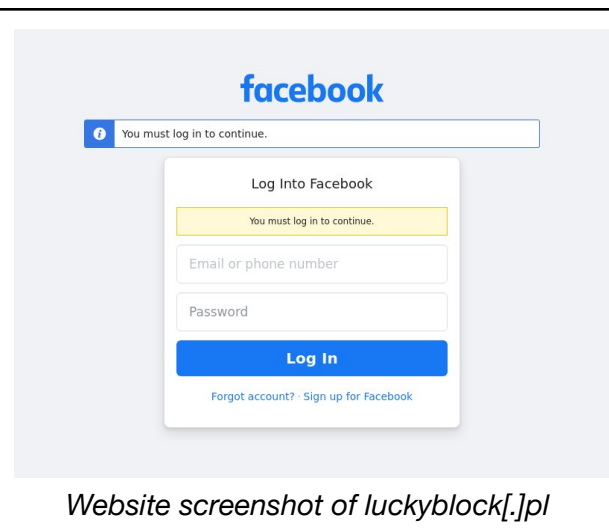 facebook
You must log in to continue.
Log Into Facebook
You must log in to continue.
Email or phone number
Password
Log In
Forgot account? · Sign up for Facebook
Website screenshot of luckyblock[.]pl